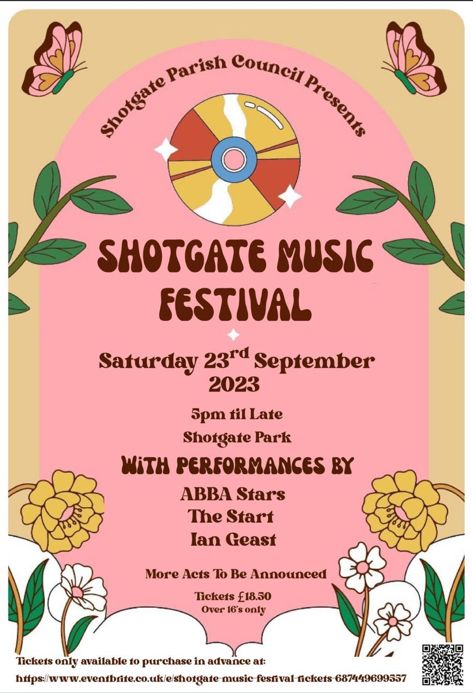 Shotgate Parish Council Presents
SHOTGATE MUSIC
FESTIVAL
Saturday 23rd September
2023
5pm til Late
Shotgate Park
WITH PERFORMANCES BY
ABBA Stars
The Start
Ian Geast
More Acts To Be Announced
Tickets £18.50
Over 16's only
Tickets only available to purchase in advance at:
https://www.eventbrite.co.uk/e/shotgate-music-festival-tickets-687449699357